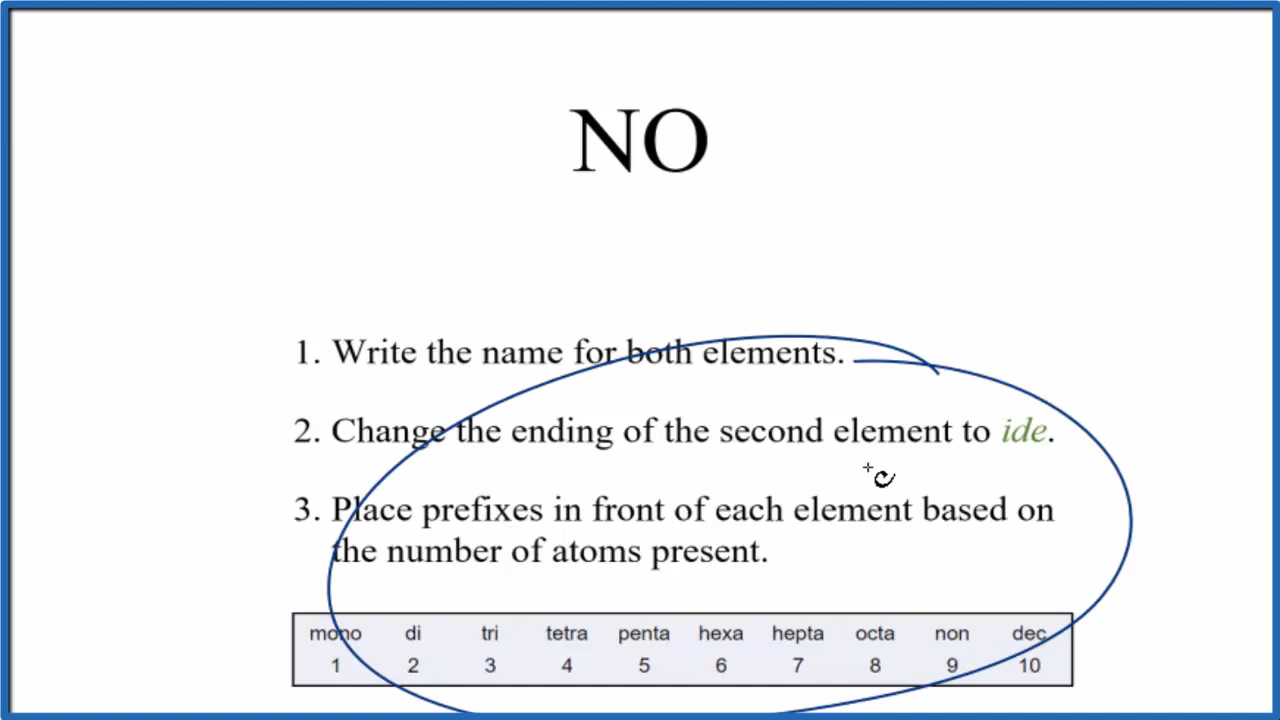 NO
1. Write the name for both elements.
2. Change the ending of the second element to ide.
3. Place prefixes in front of each element based on
the number of atoms present.
mono di tri tetra penta hexa hepta octa non dec
1 2 3 4 5 6 7 8 9 10